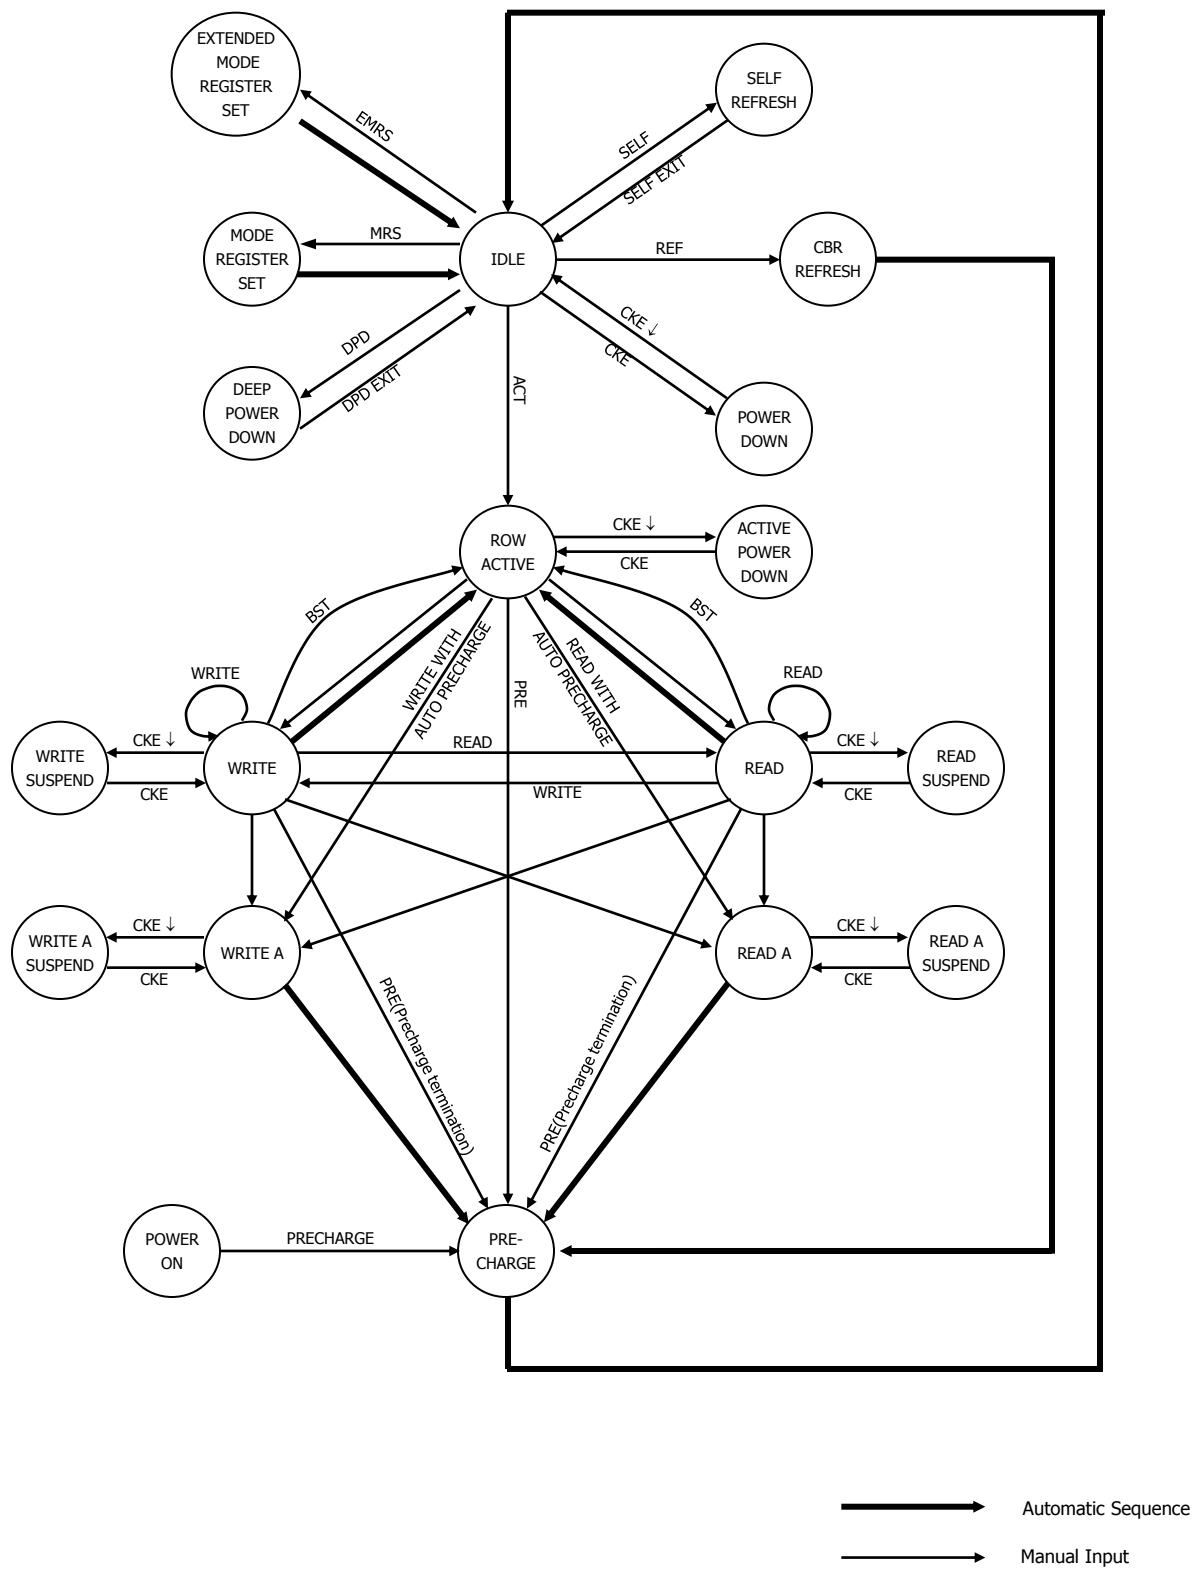 EXTENDED
MODE
REGISTER
SET
SELF
REFRESH
EMRS
SELF
SELF EXIT
MODE
REGISTER
SET
MRS
IDLE
REF
CBR
REFRESH
DPD
DPD EXIT
CKE ↓
CKE
DEEP
POWER
DOWN
ACT
POWER
DOWN
ROW
ACTIVE
CKE ↓
CKE
ACTIVE
POWER
DOWN
BST
BST
WRITE WITH
AUTO PRECHARGE
PRE
READ WITH
AUTO PRECHARGE
WRITE
READ
WRITE
SUSPEND
CKE ↓
CKE
WRITE
READ
WRITE
READ
CKE ↓
CKE
READ
SUSPEND
WRITE A
SUSPEND
CKE ↓
CKE
WRITE A
READ A
CKE ↓
CKE
READ A
SUSPEND
PRE(Precharge termination)
PRE(Precharge termination)
POWER
ON
PRECHARGE
PRE-
CHARGE
Automatic Sequence
Manual Input